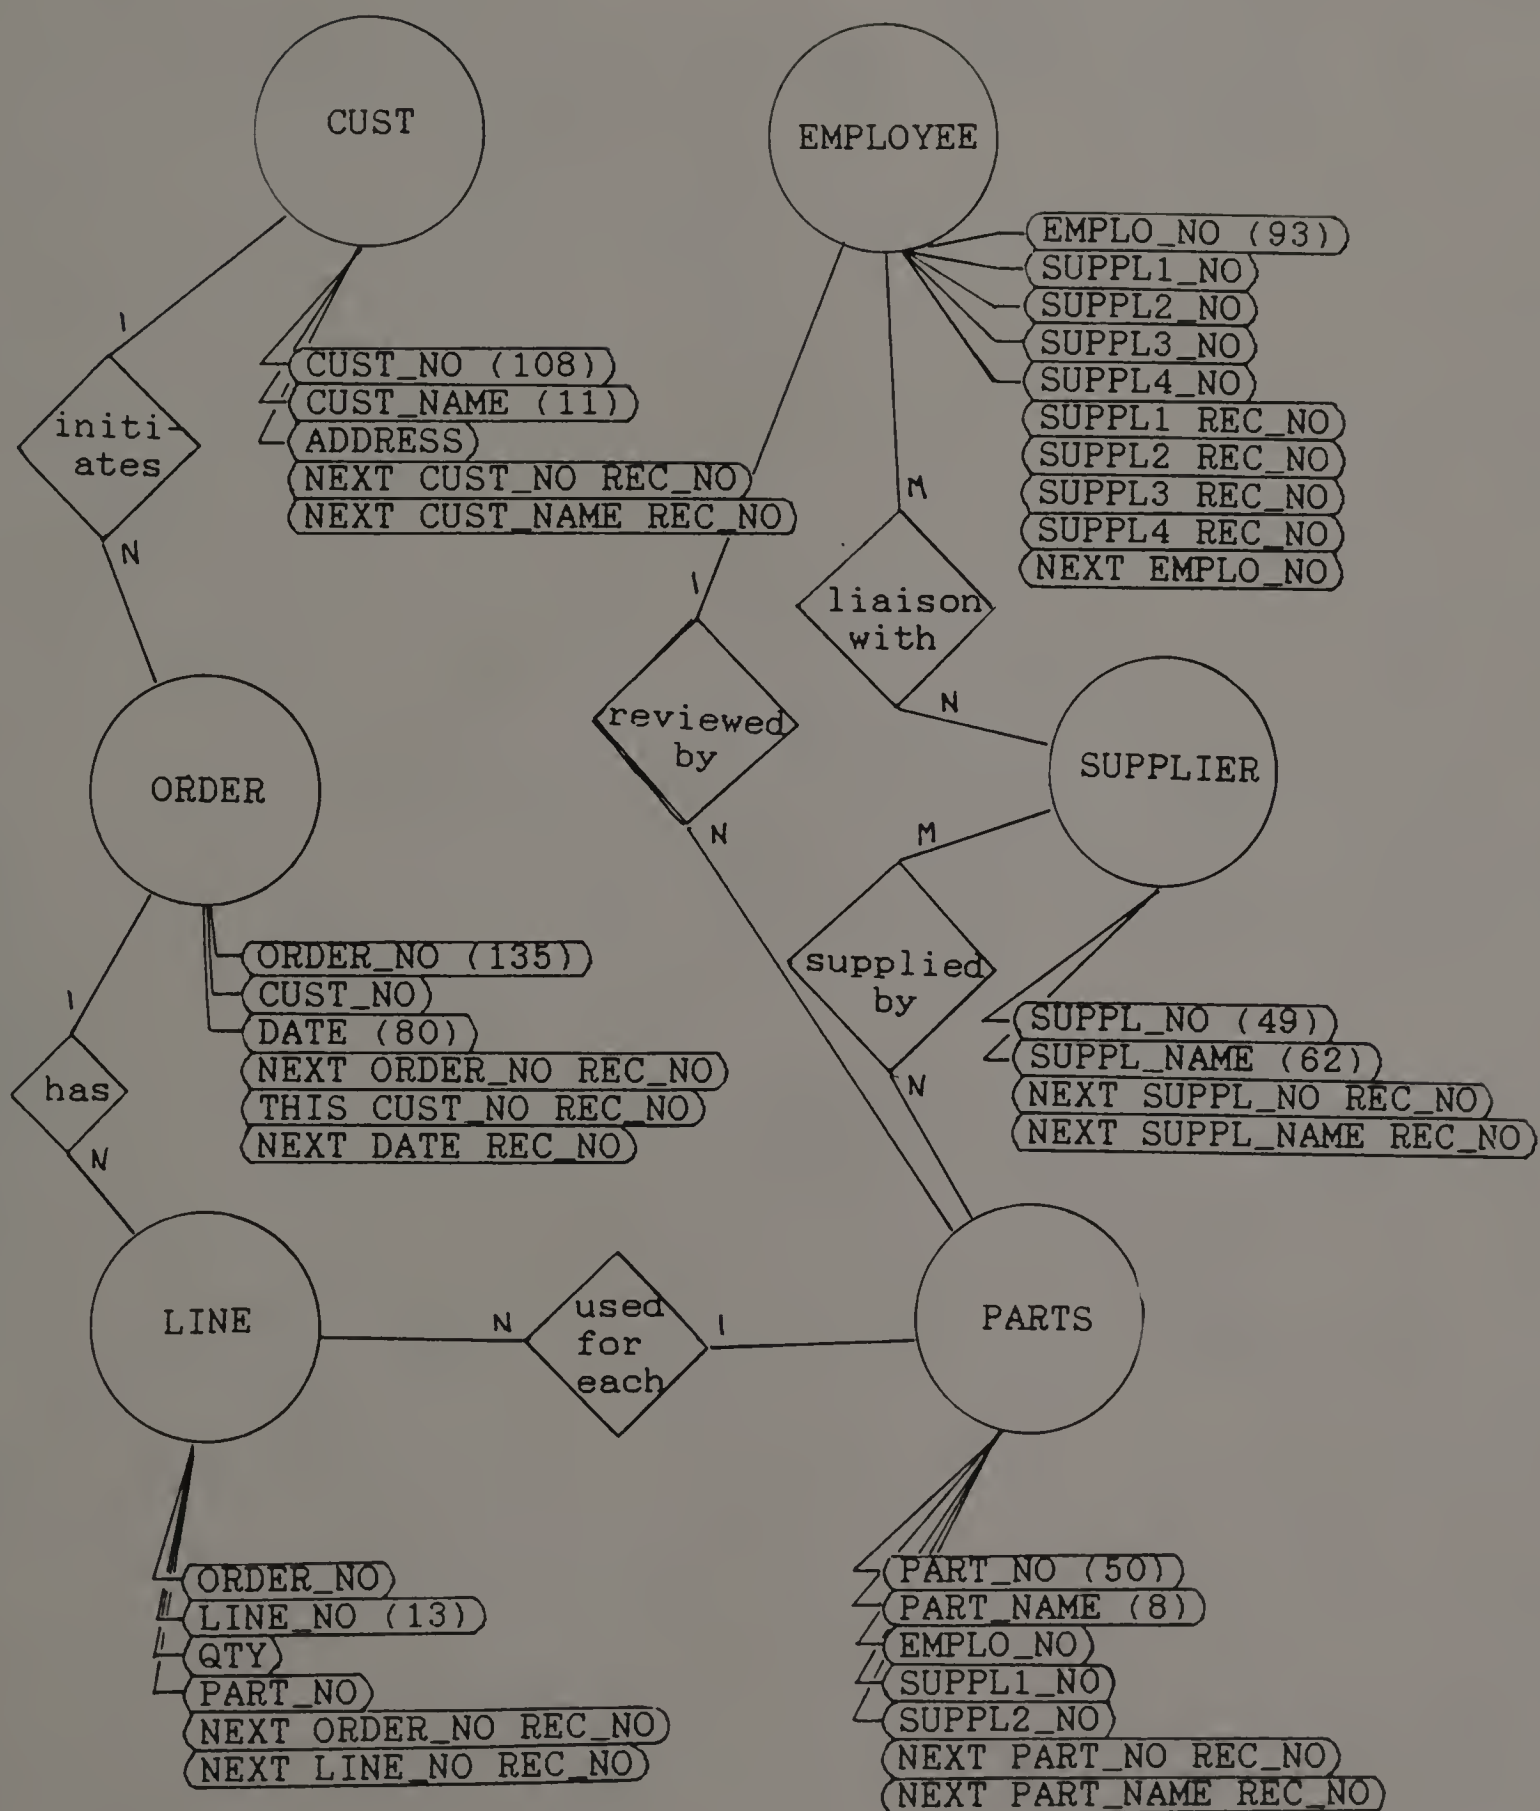 CUST
EMPLOYEE
EMPLO_NO (93)
SUPPL1_NO
SUPPL2_NO
SUPPL3_NO
SUPPL4_NO
SUPPL1 REC_NO
SUPPL2 REC_NO
SUPPL3 REC_NO
SUPPL4 REC_NO
NEXT EMPLO_NO
1
CUST_NO (108)
CUST_NAME (11)
ADDRESS
NEXT CUST_NO REC_NO
NEXT CUST_NAME REC_NO
initi-
ates
N
M
liaison
with
N
1
reviewed
by
N
SUPPLIER
ORDER
M
supplied
by
N
ORDER_NO (135)
CUST_NO
DATE (80)
NEXT ORDER_NO REC_NO
THIS CUST_NO REC_NO
NEXT DATE REC_NO
SUPPL_NO (49)
SUPPL_NAME (62)
NEXT SUPPL_NO REC_NO
NEXT SUPPL_NAME REC_NO
1
has
N
LINE
N
used
for
each
1
PARTS
ORDER_NO
LINE_NO (13)
QTY
PART_NO
NEXT ORDER_NO REC_NO
NEXT LINE_NO REC_NO
PART_NO (50)
PART_NAME (8)
EMPLO_NO
SUPPL1_NO
SUPPL2_NO
NEXT PART_NO REC_NO
NEXT PART_NAME REC_NO